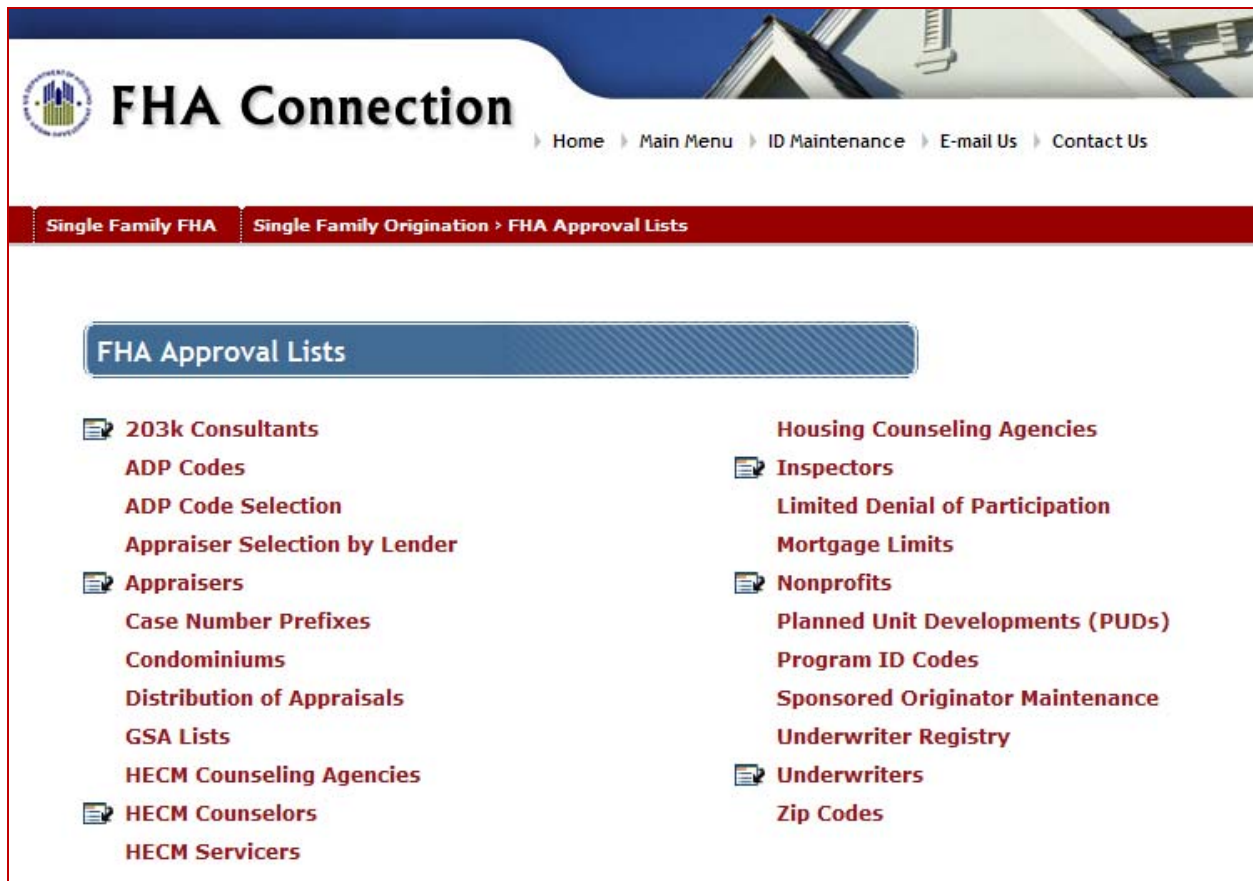 FHA Connection
Home Main Menu ID Maintenance E-mail Us Contact Us
Single Family FHA Single Family Origination > FHA Approval Lists
FHA Approval Lists
203k Consultants
ADP Codes
ADP Code Selection
Appraiser Selection by Lender
Appraisers
Case Number Prefixes
Condominiums
Distribution of Appraisals
GSA Lists
HECM Counseling Agencies
HECM Counselors
HECM Servicers
Housing Counseling Agencies
Inspectors
Limited Denial of Participation
Mortgage Limits
Nonprofits
Planned Unit Developments (PUDs)
Program ID Codes
Sponsored Originator Maintenance
Underwriter Registry
Underwriters
Zip Codes